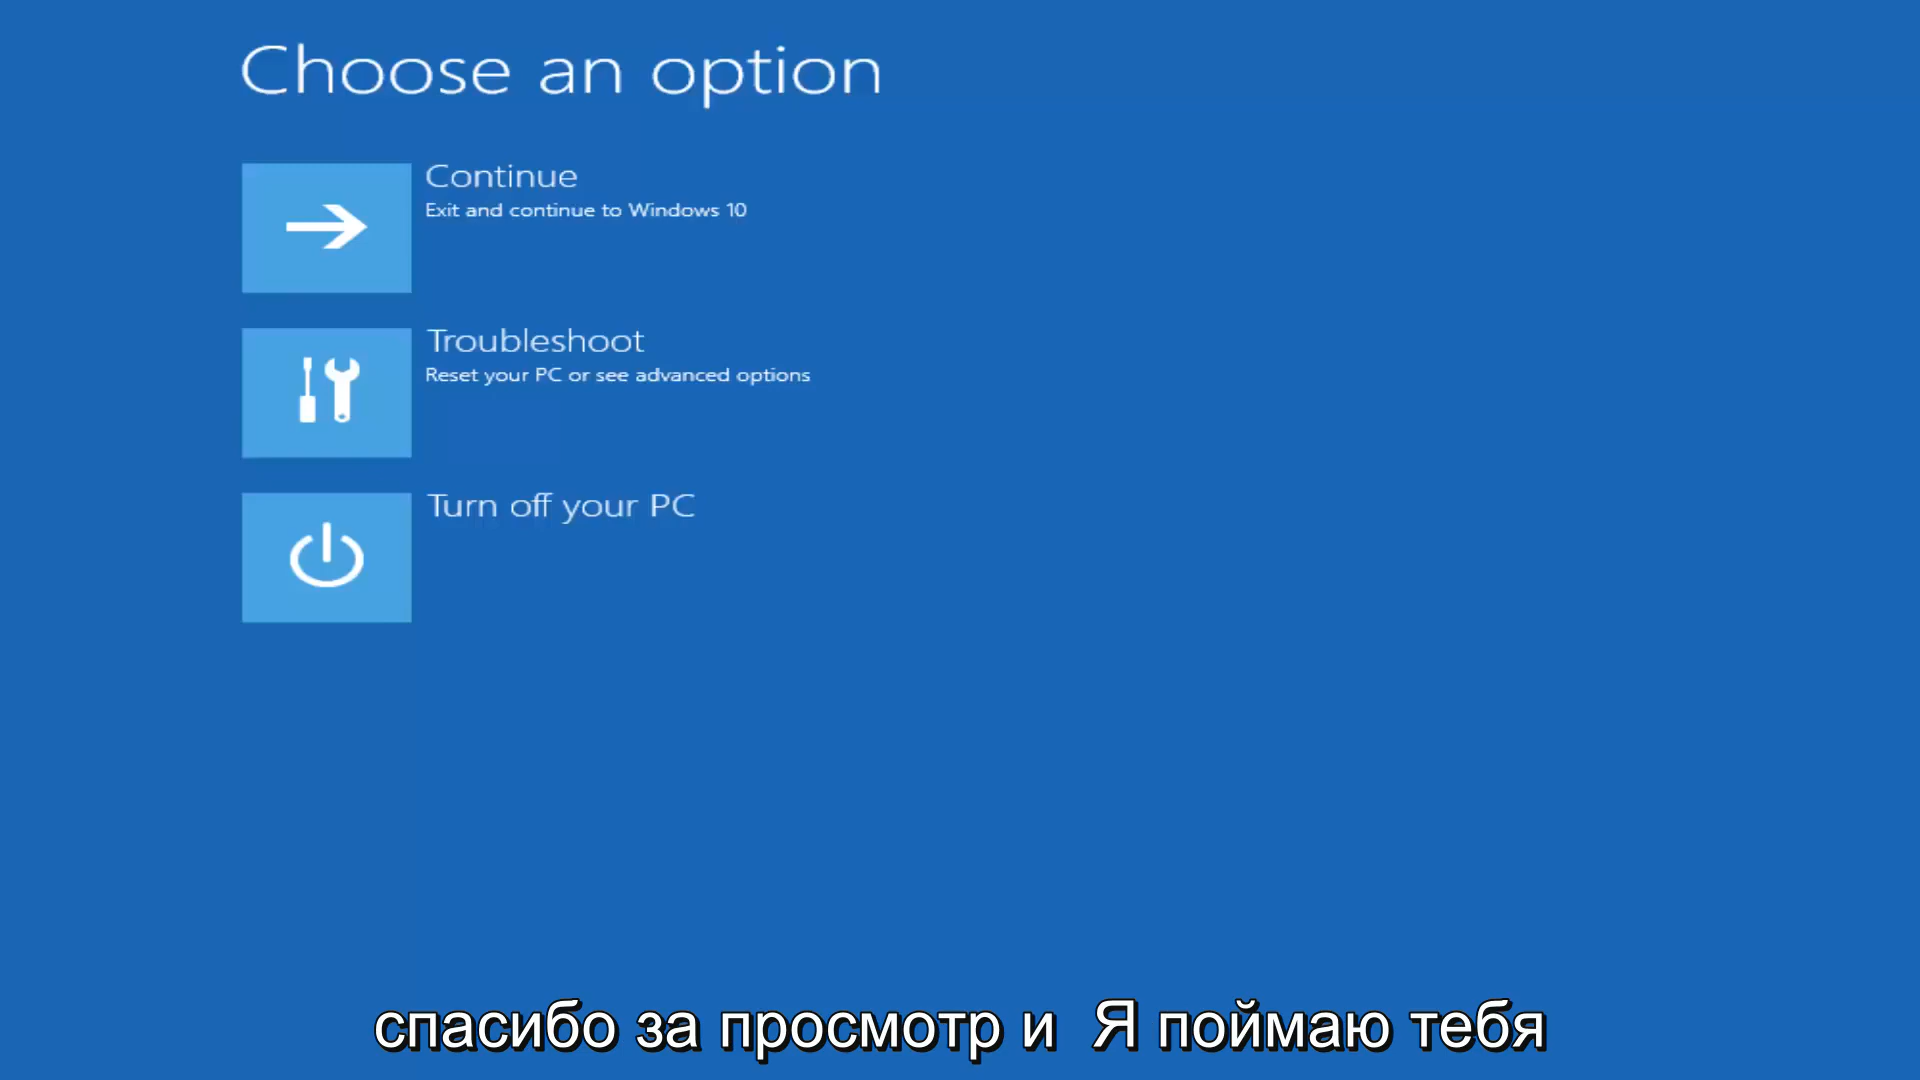 Choose an option
Continue
Exit and continue to Windows 10
Troubleshoot
Reset your PC or see advanced options
Turn off your PC
спасибо за просмотр и Я поймаю тебя